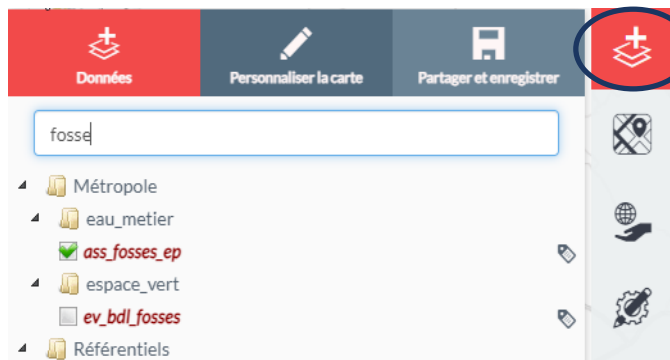 Données
Personnaliser la carte
Partager et enregistrer
fosse
Métropole
eau_metier
ass_fosses_ep
espace_vert
ev_bdl_fosses
Référentiels